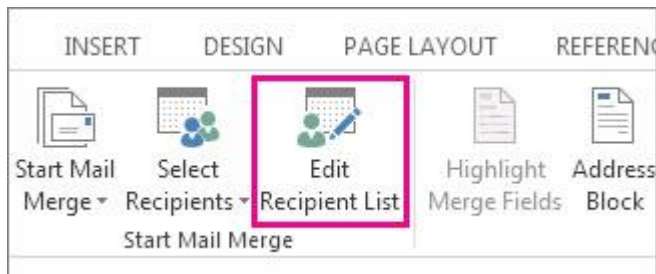 INSERT DESIGN PAGE LAYOUT REFEREN
Start Mail Select Edit Highlight Address
Merge Recipients Recipient List Merge Fields Block
Start Mail Merge